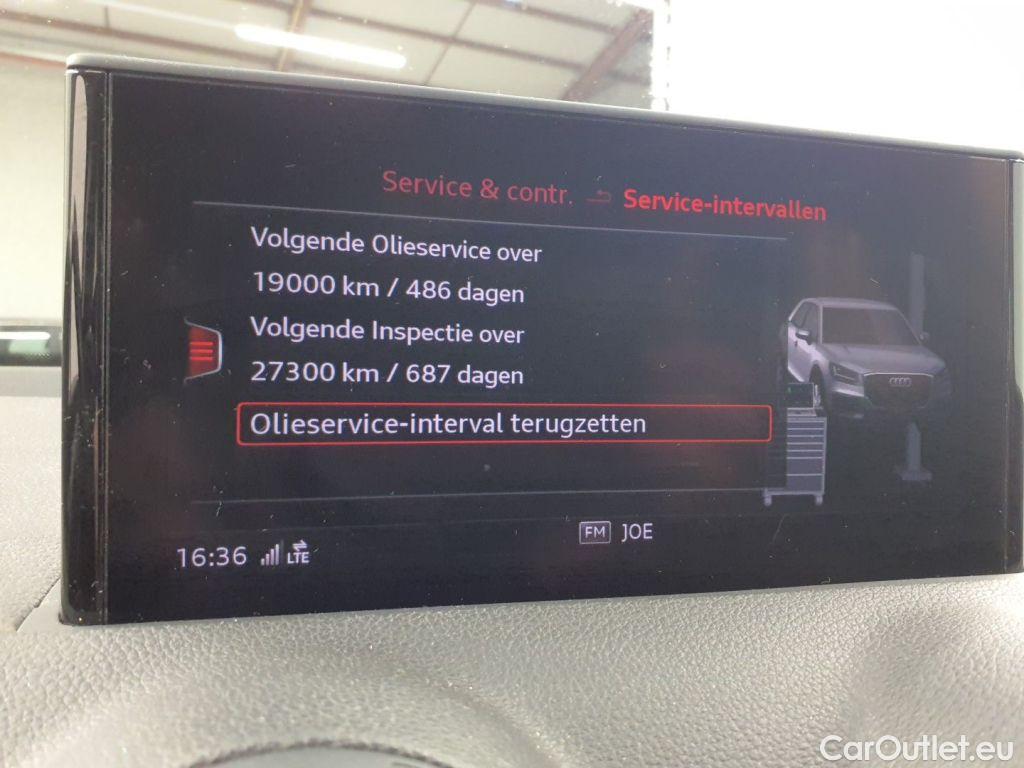 Service & contr. Service-intervallen
Volgende Olieservice over
19000 km / 486 dagen
Volgende Inspectie over
27300 km / 687 dagen
Olieservice-interval terugzetten
FM JOE
16:36 LTE
CarOutlet.eu